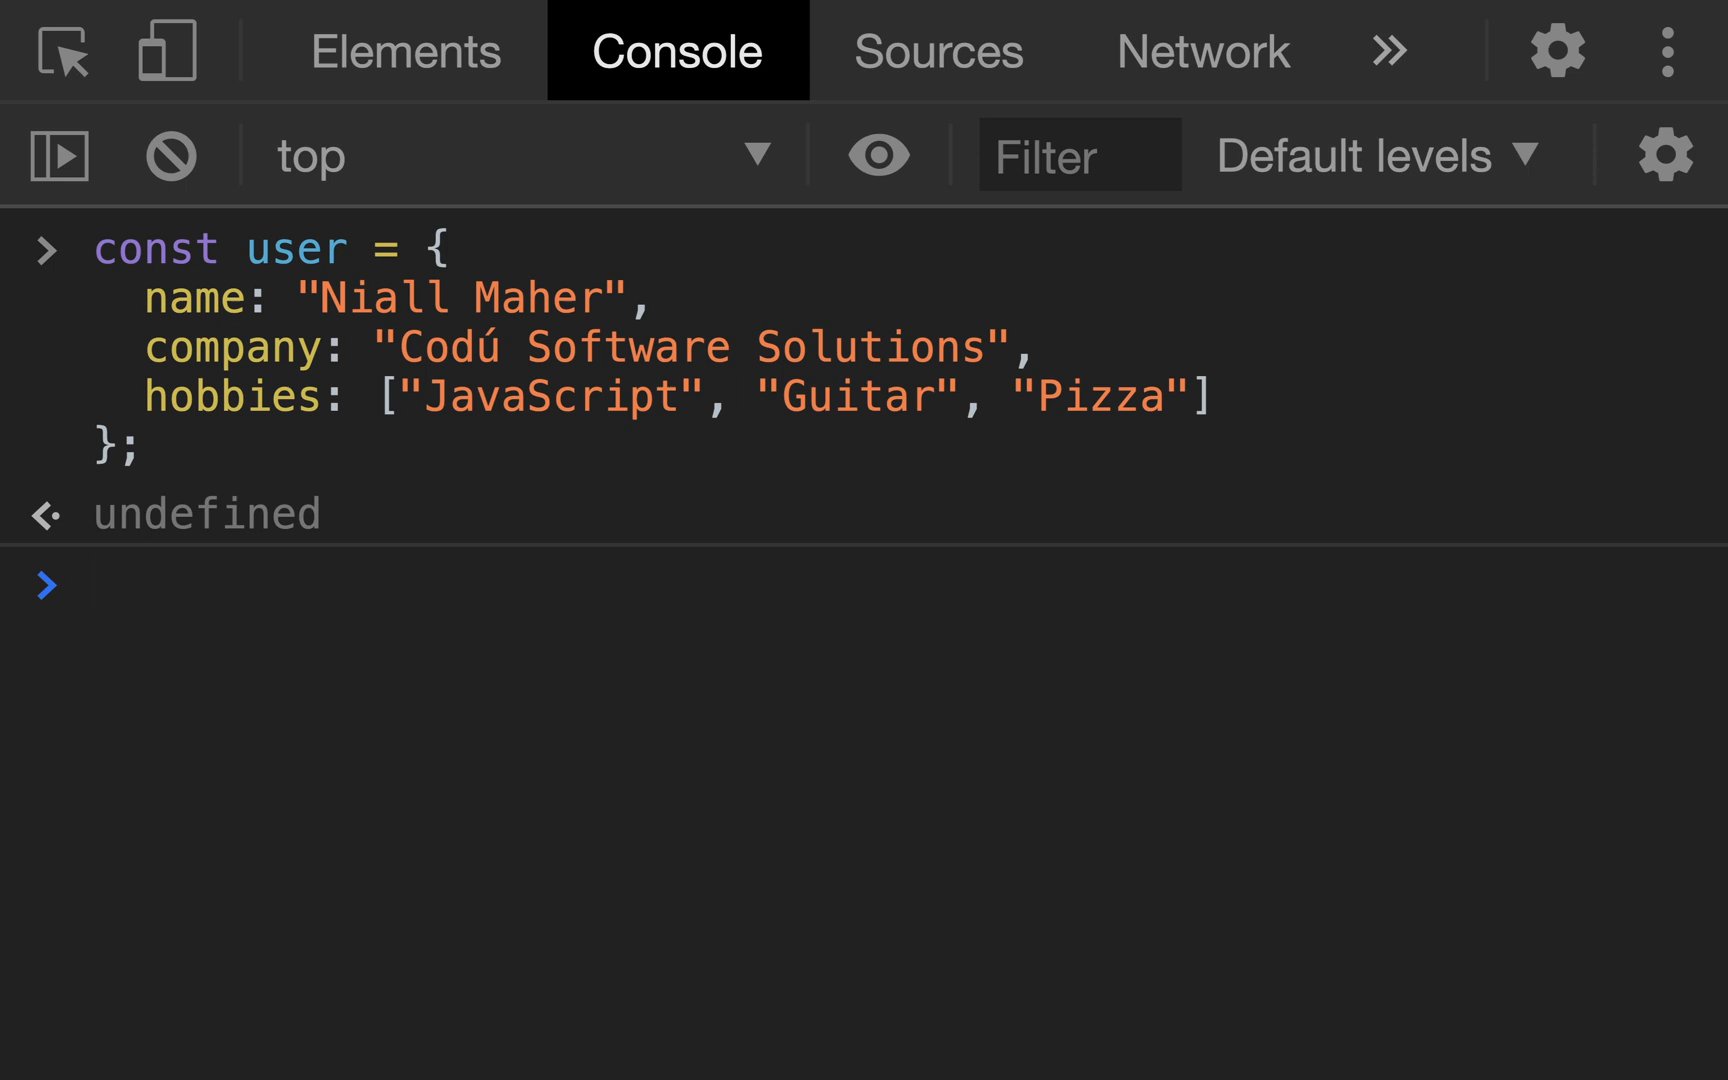 Elements Console Sources Network
top Filter Default levels
const user = {
name: "Niall Maher",
company: "Codú Software Solutions",
hobbies: ["JavaScript", "Guitar", "Pizza"]
};
undefined